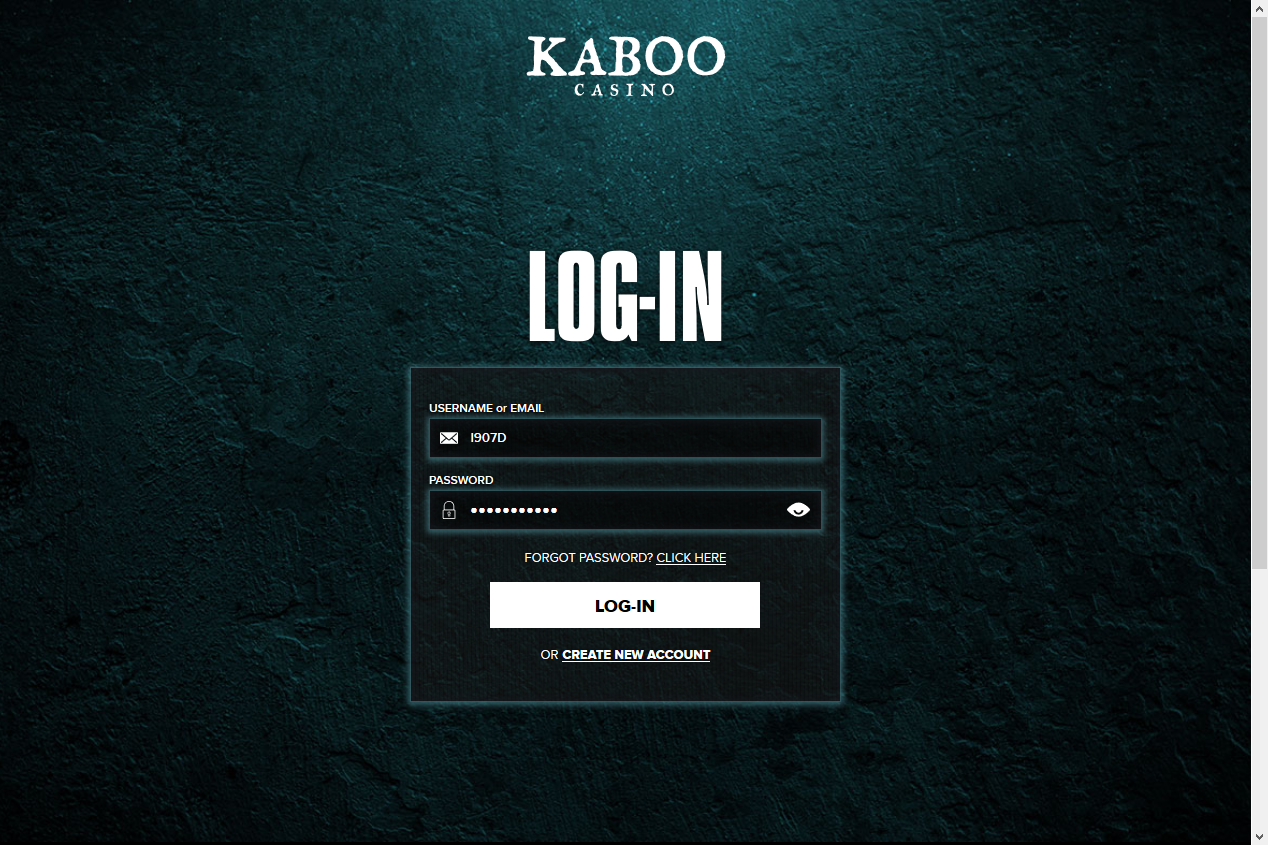 KABOO
CASINO
LOG-IN
USERNAME or EMAIL
I907D
PASSWORD
•••••••••••
FORGOT PASSWORD? CLICK HERE
LOG-IN
OR CREATE NEW ACCOUNT